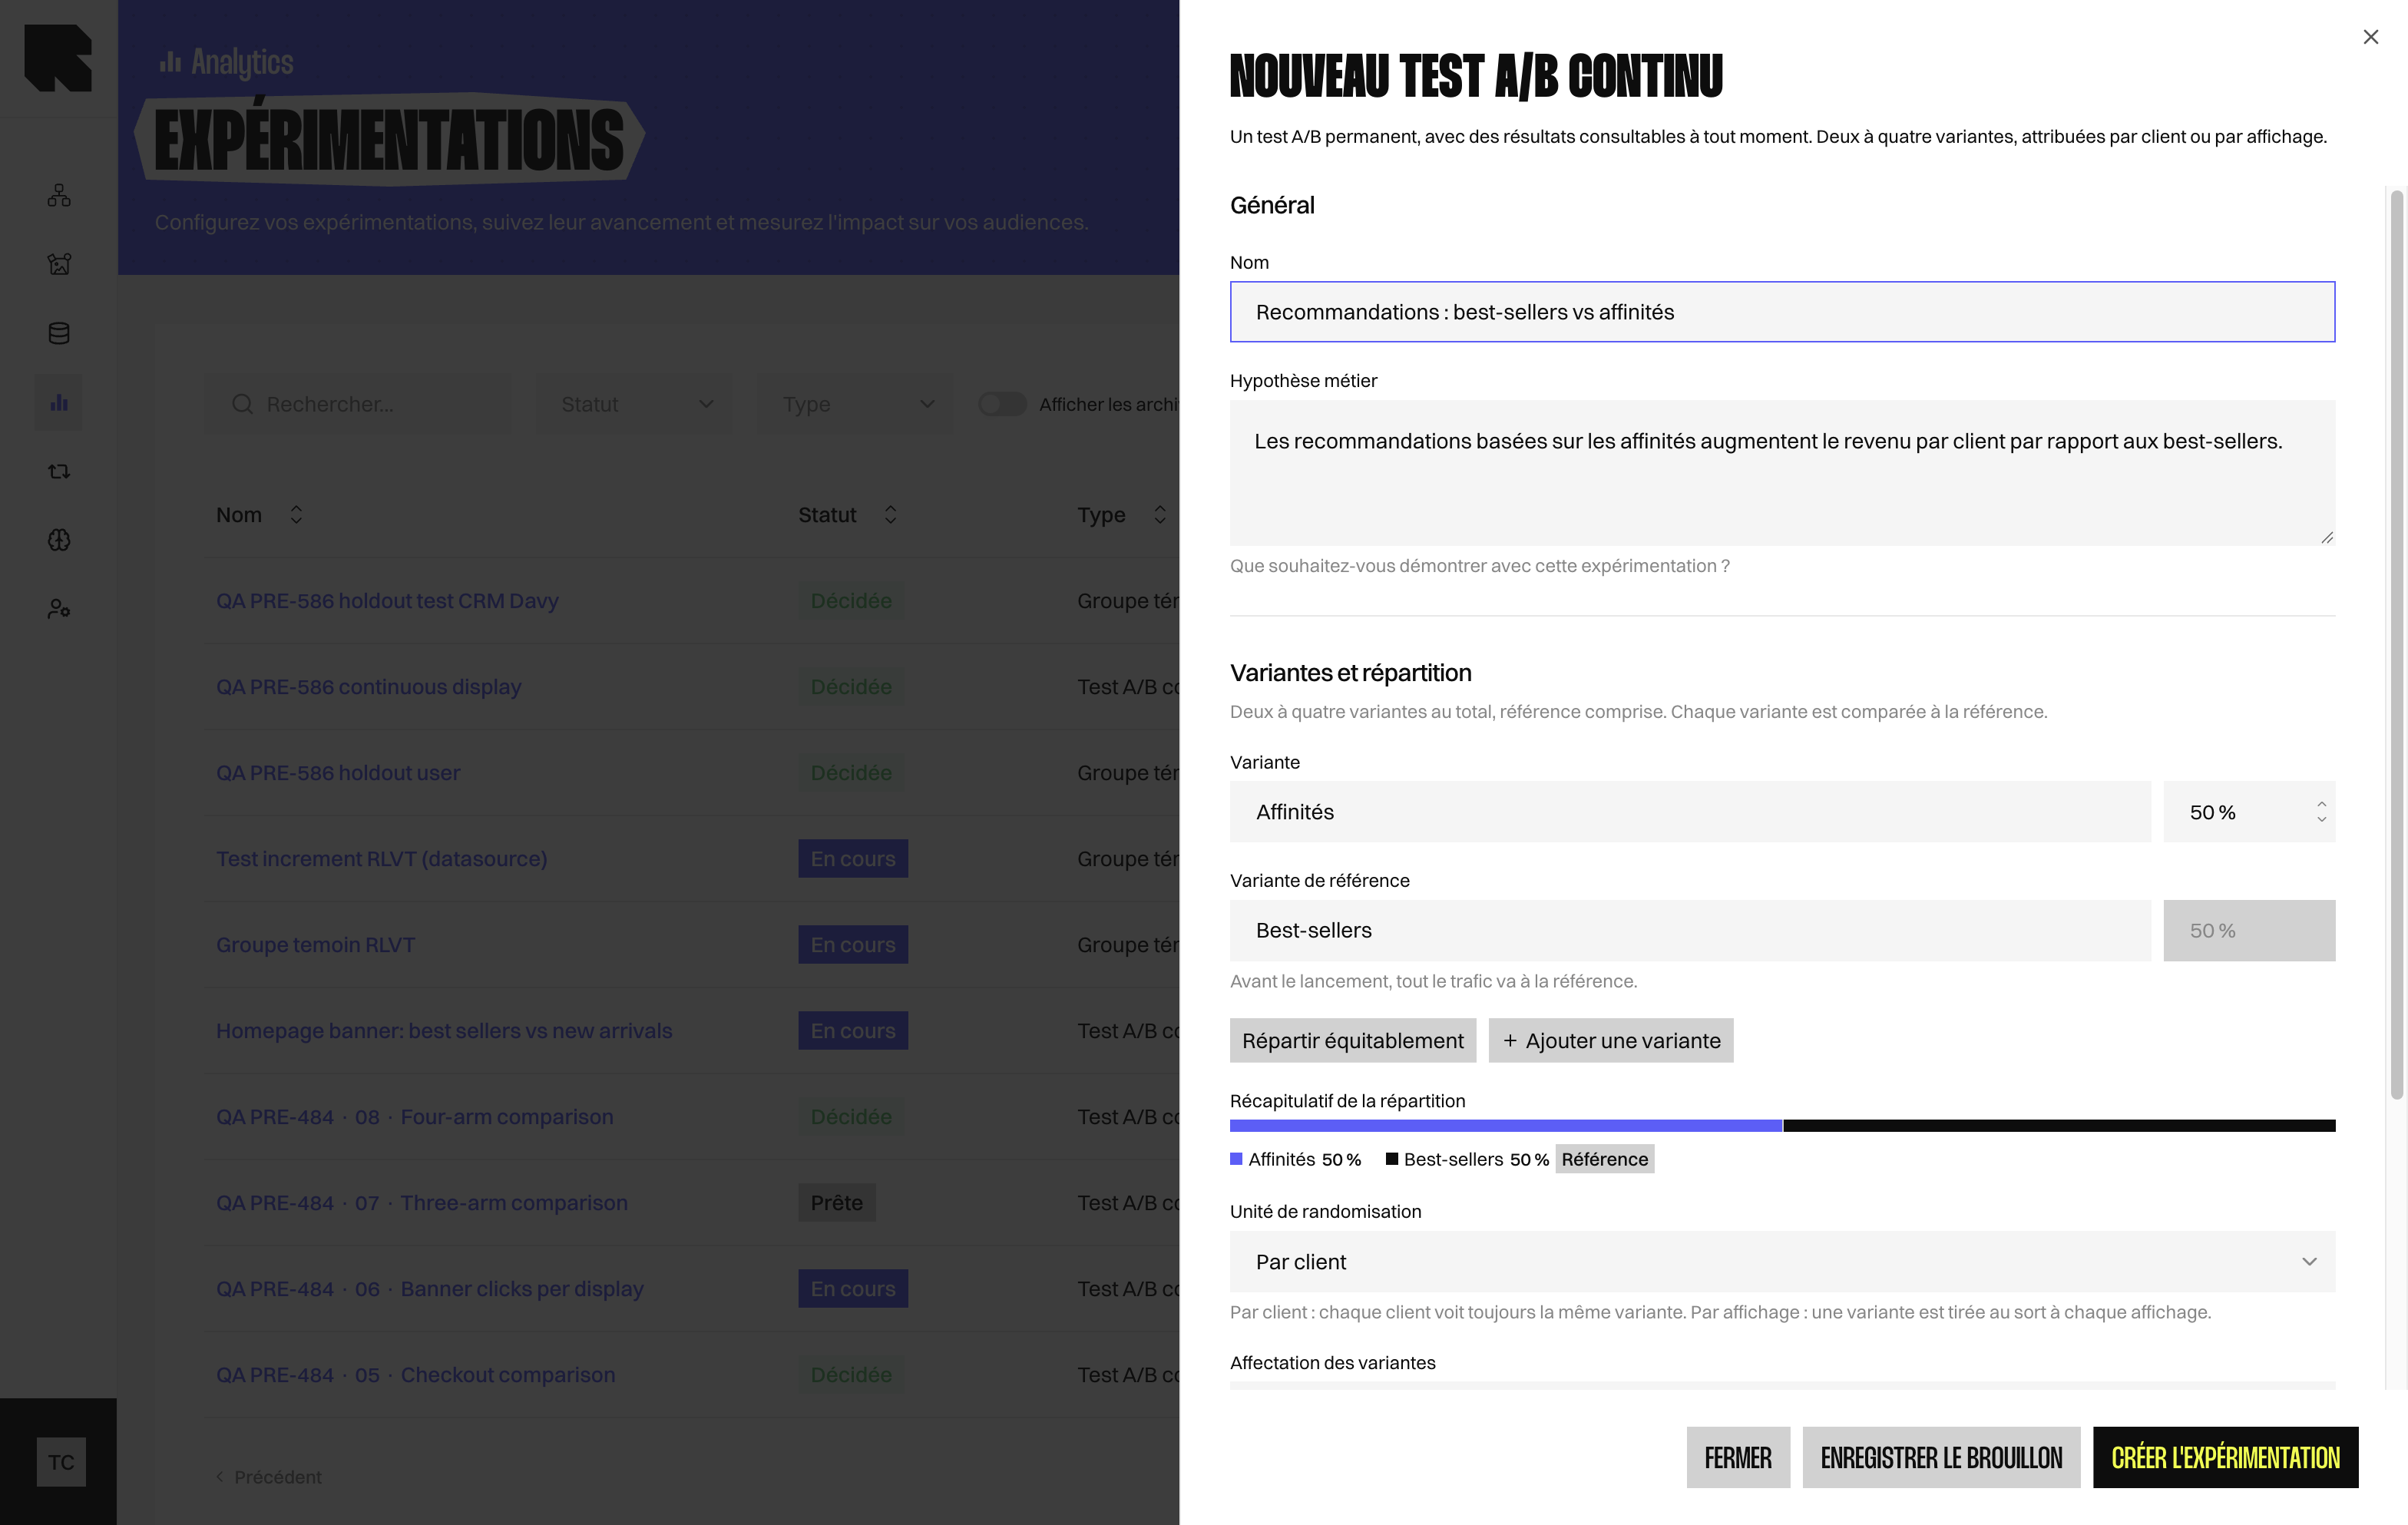 Analytics
EXPÉRIMENTATIONS
Configurez vos expérimentations, suivez leur avancement et mesurez l'impact sur vos audiences.
Rechercher...
Statut
Type
Afficher les archi
Nom
Statut
Type
QA PRE-586 holdout test CRM Davy
Décidée
Groupe tér
QA PRE-586 continuous display
Décidée
Test A/B co
QA PRE-586 holdout user
Décidée
Groupe tér
Test increment RLVT (datasource)
En cours
Groupe tér
Groupe temoin RLVT
En cours
Groupe tér
Homepage banner: best sellers vs new arrivals
En cours
Test A/B co
QA PRE-484 · 08 · Four-arm comparison
Décidée
Test A/B co
QA PRE-484 · 07 · Three-arm comparison
Prête
Test A/B co
QA PRE-484 · 06 · Banner clicks per display
En cours
Test A/B co
QA PRE-484 · 05 · Checkout comparison
Décidée
Test A/B co
Précédent
TC
NOUVEAU TEST A/B CONTINU
Un test A/B permanent, avec des résultats consultables à tout moment. Deux à quatre variantes, attribuées par client ou par affichage.
Général
Nom
Recommandations : best-sellers vs affinités
Hypothèse métier
Les recommandations basées sur les affinités augmentent le revenu par client par rapport aux best-sellers.
Que souhaitez-vous démontrer avec cette expérimentation ?
Variantes et répartition
Deux à quatre variantes au total, référence comprise. Chaque variante est comparée à la référence.
Variante
Affinités
50 %
Variante de référence
Best-sellers
50 %
Avant le lancement, tout le trafic va à la référence.
Répartir équitablement
+ Ajouter une variante
Récapitulatif de la répartition
Affinités 50 % Best-sellers 50 % Référence
Unité de randomisation
Par client
Par client : chaque client voit toujours la même variante. Par affichage : une variante est tirée au sort à chaque affichage.
Affectation des variantes
FERMER
ENREGISTRER LE BROUILLON
CRÉER L'EXPÉRIMENTATION